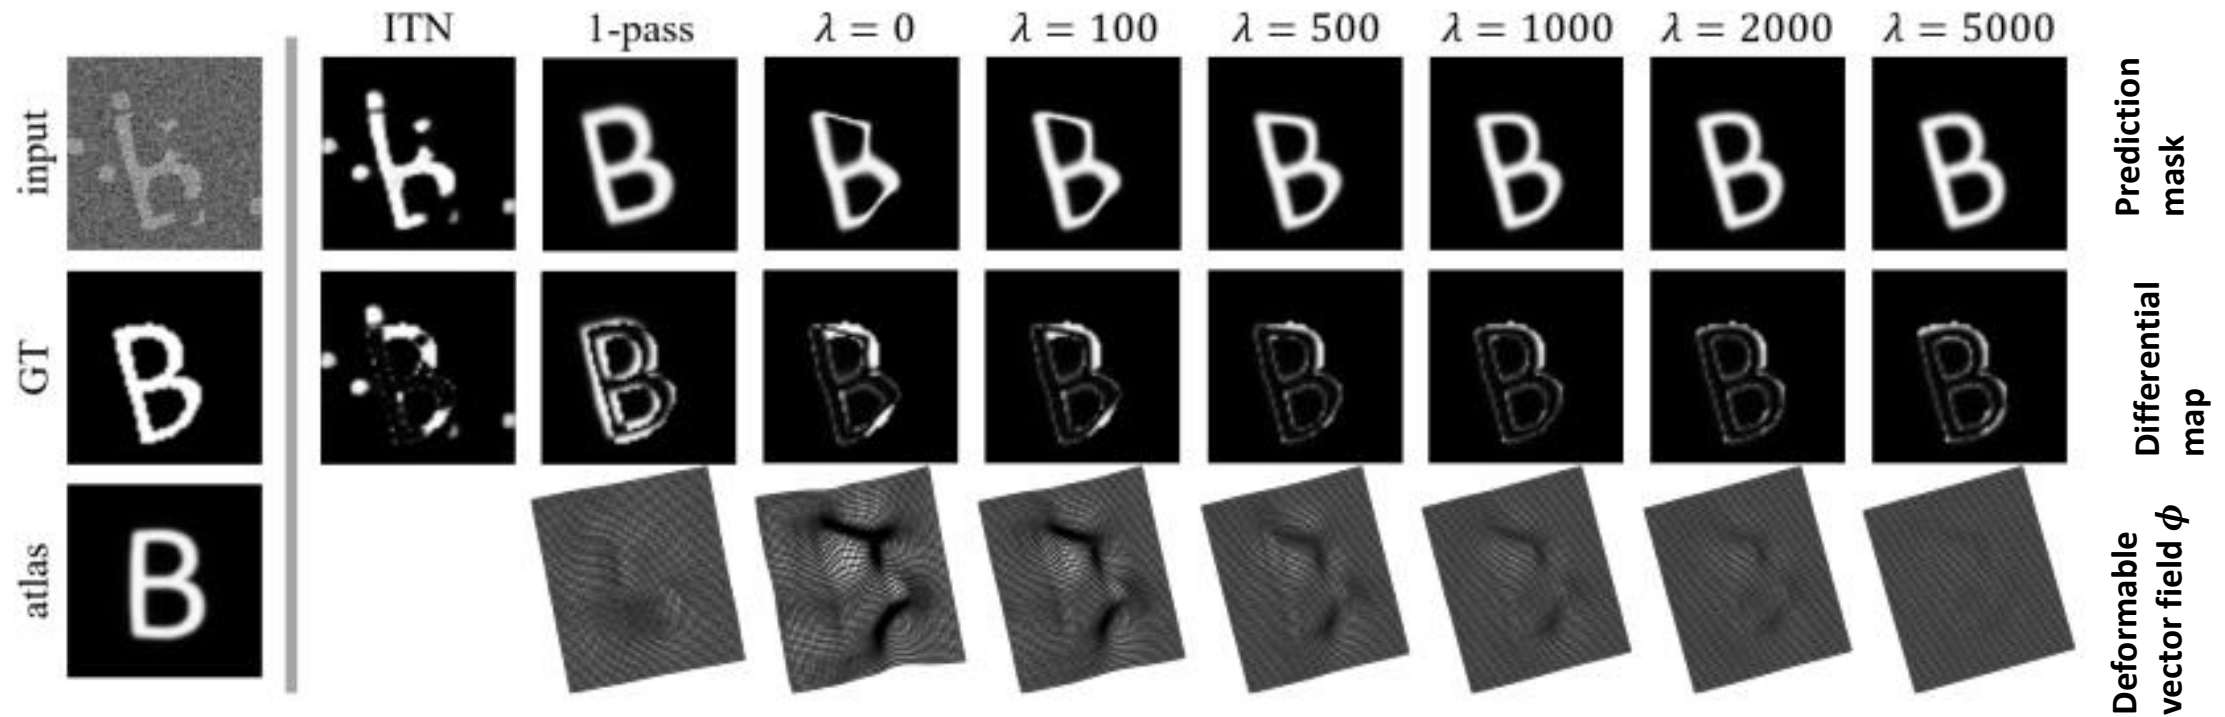 ITN 1-pass λ = 0 λ = 100 λ = 500 λ = 1000 λ = 2000 λ = 5000
input
Prediction
mask
GT
Differential
map
atlas
Deformable
vector field ϕ
B